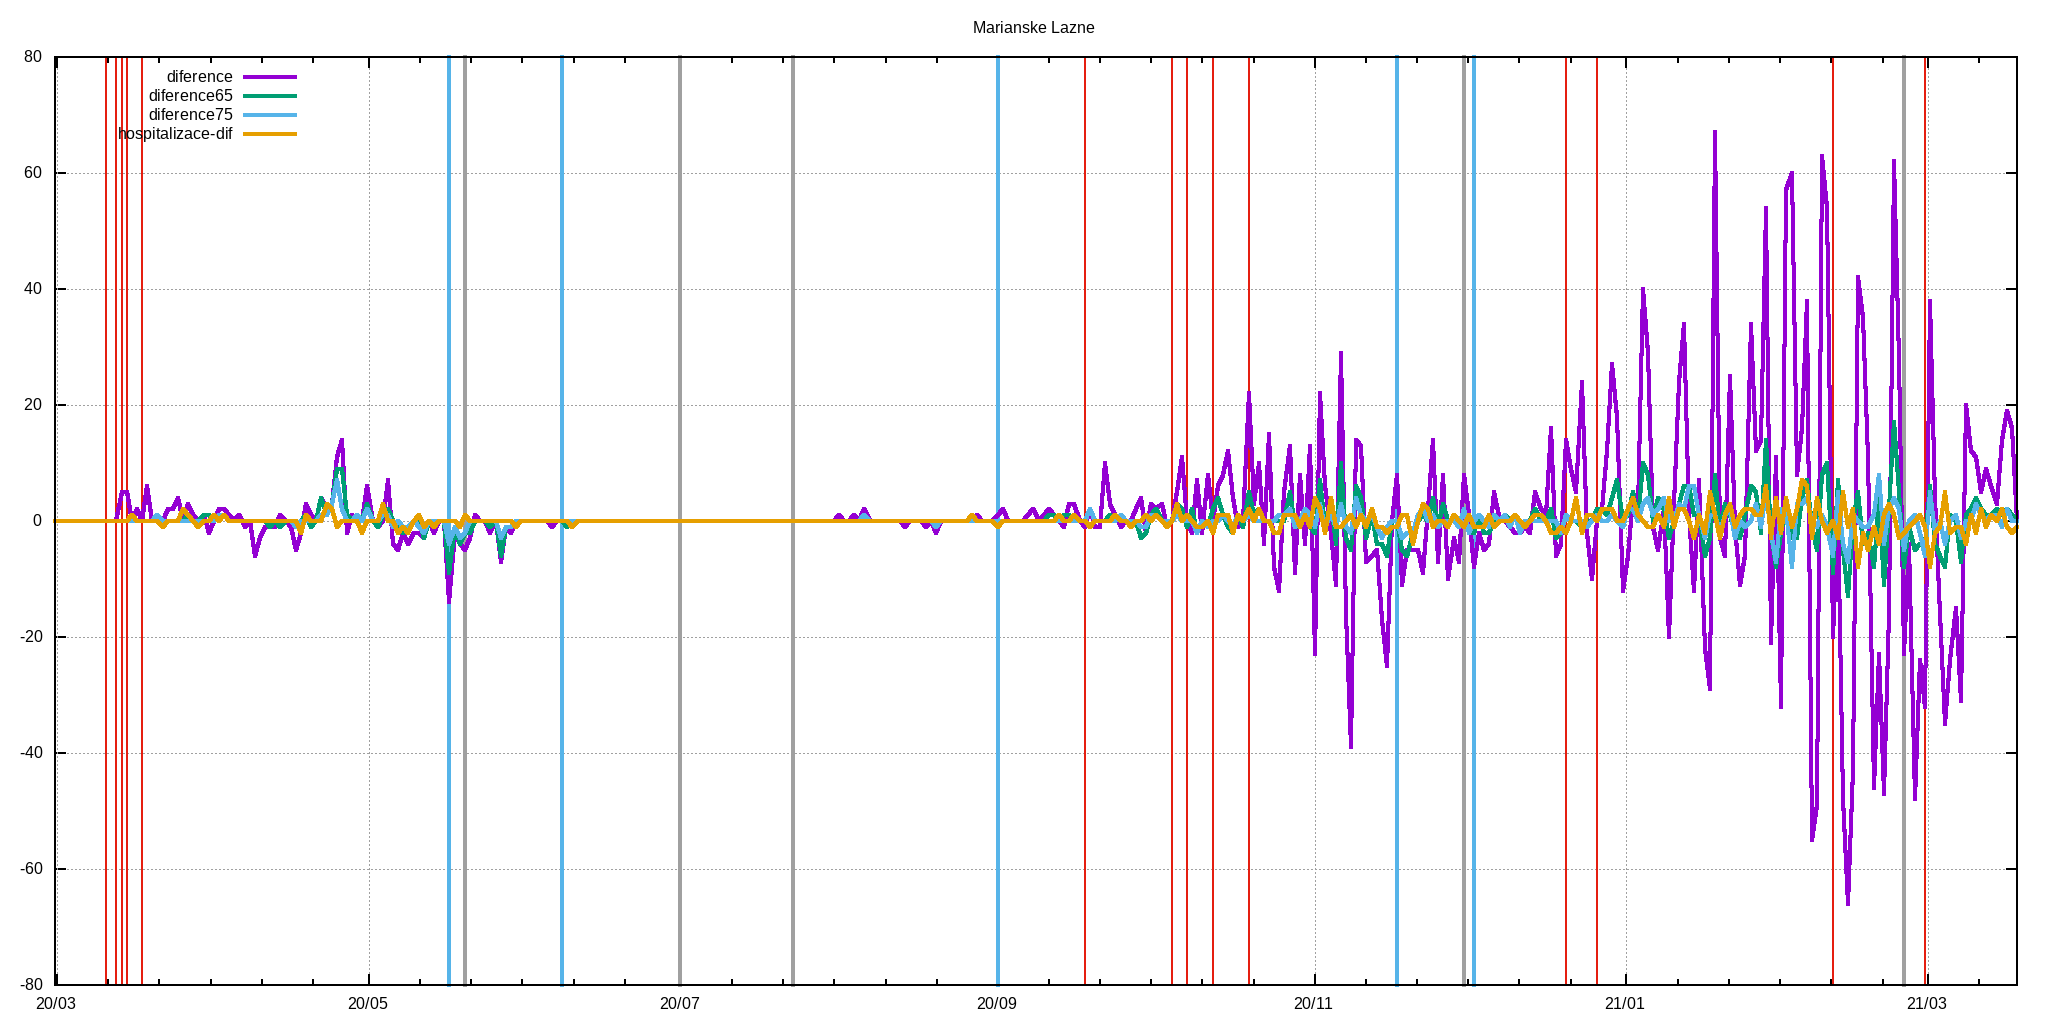 Marianske Lazne
diference
diference65
diference75
hospitalizace-dif
80
60
40
20
0
-20
-40
-60
-80
20/03 20/05 20/07 20/09 20/11 21/01 21/03